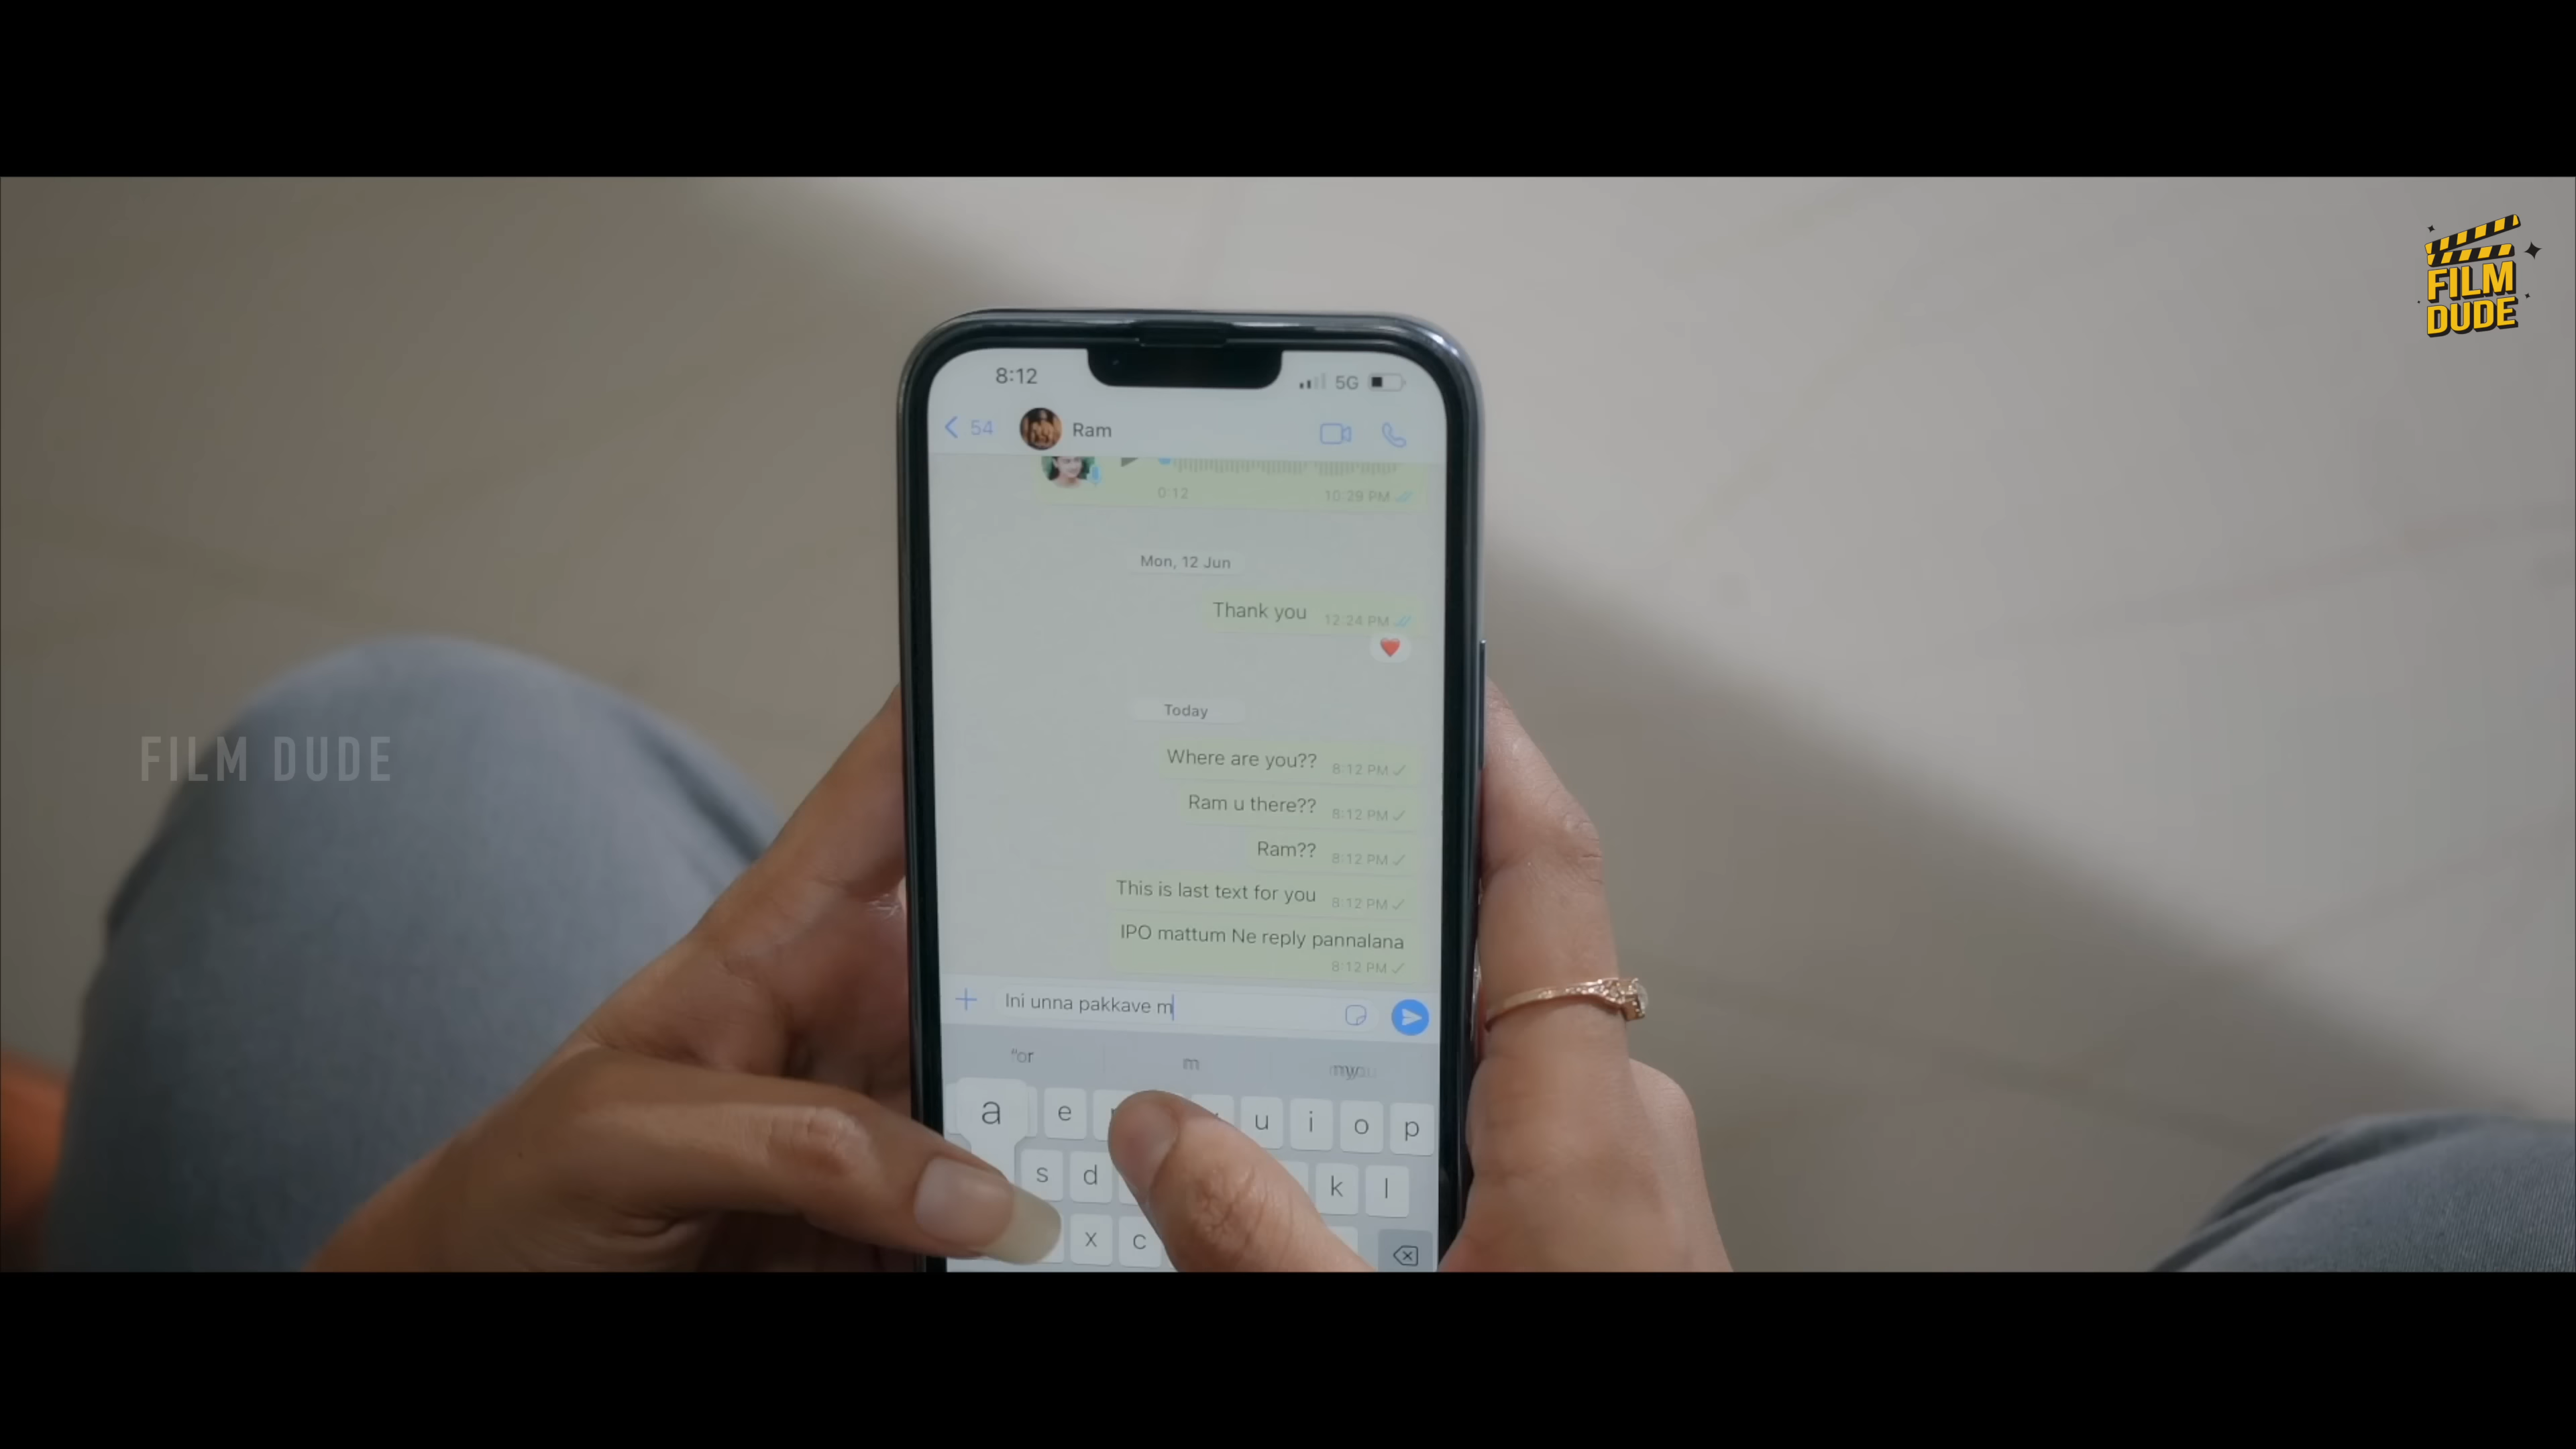 FILM
DUDE
8:12
5G
54
Ram
0:12
10:29 PM
Mon, 12 Jun
Thank you
12:24 PM
Today
Where are you??
8:12 PM
Ram u there??
8:12 PM
Ram??
8:12 PM
This is last text for you
8:12 PM
IPO mattum Ne reply pannalana
8:12 PM
Ini unna pakkave m
"or
m
a
e
u
i
o
p
s
d
k
l
x
c
FILM DUDE